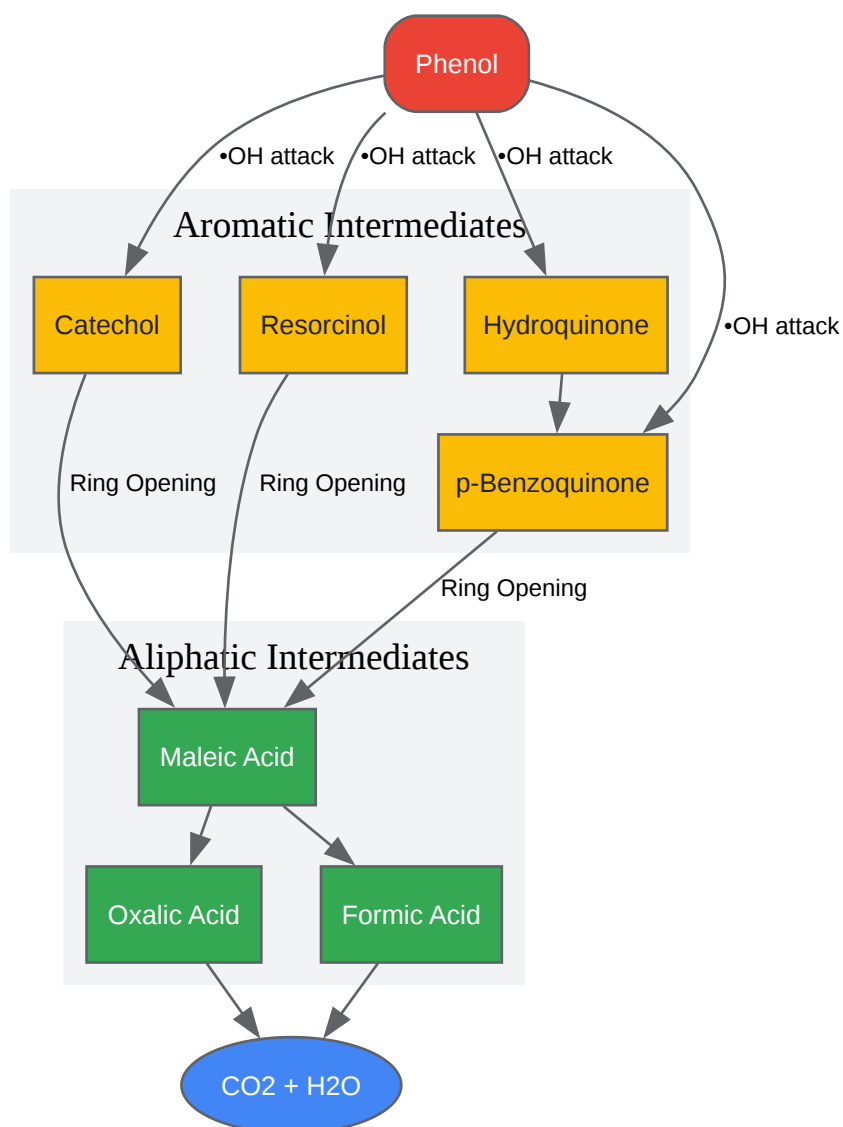 Phenol
•OH attack
•OH attack
•OH attack
Aromatic Intermediates
Catechol
Resorcinol
Hydroquinone
•OH attack
Ring Opening
Ring Opening
p-Benzoquinone
Ring Opening
Aliphatic Intermediates
Maleic Acid
Oxalic Acid
Formic Acid
CO2 + H2O